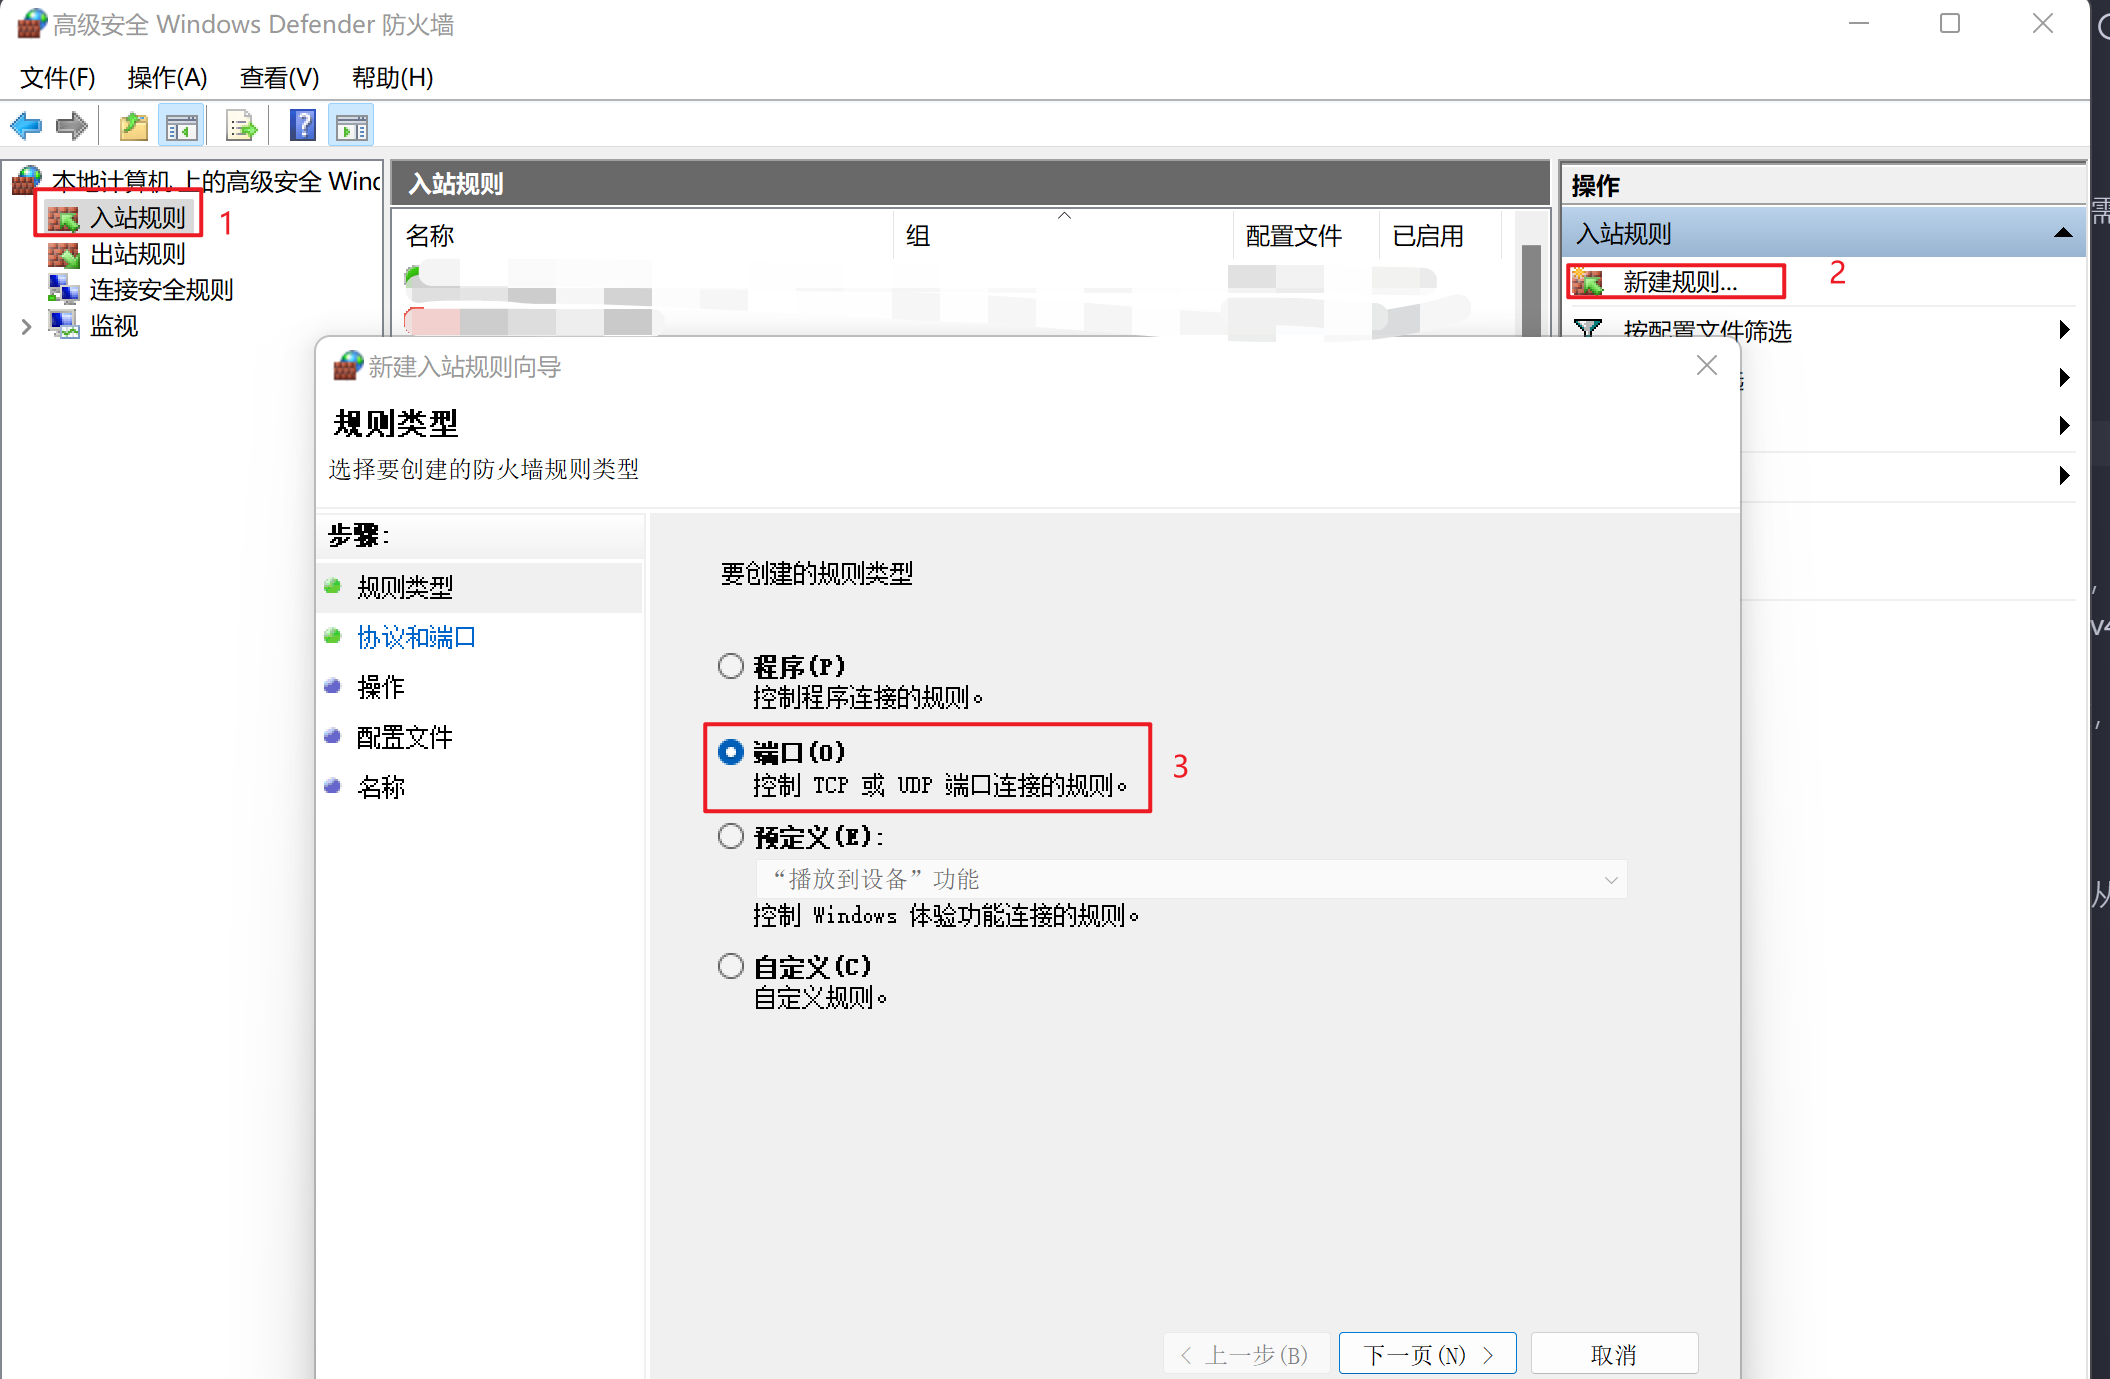 高级安全 Windows Defender 防火墙
文件(F) 操作(A) 查看(V) 帮助(H)
本地计算机 上的高级安全 Winc
入站规则
1
出站规则
连接安全规则
监视
入站规则
名称 组 配置文件 已启用
操作
入站规则
新建规则...
2
按配置文件筛选
新建入站规则向导
规则类型
选择要创建的防火墙规则类型
步骤:
规则类型
协议和端口
操作
配置文件
名称
要创建的规则类型
程序(P)
控制程序连接的规则。
端口(O)
控制 TCP 或 UDP 端口连接的规则。
3
预定义(E):
“播放到设备”功能
控制 Windows 体验功能连接的规则。
自定义(C)
自定义规则。
< 上一步(B)
下一页(N) >
取消
需
,
v4
,
从